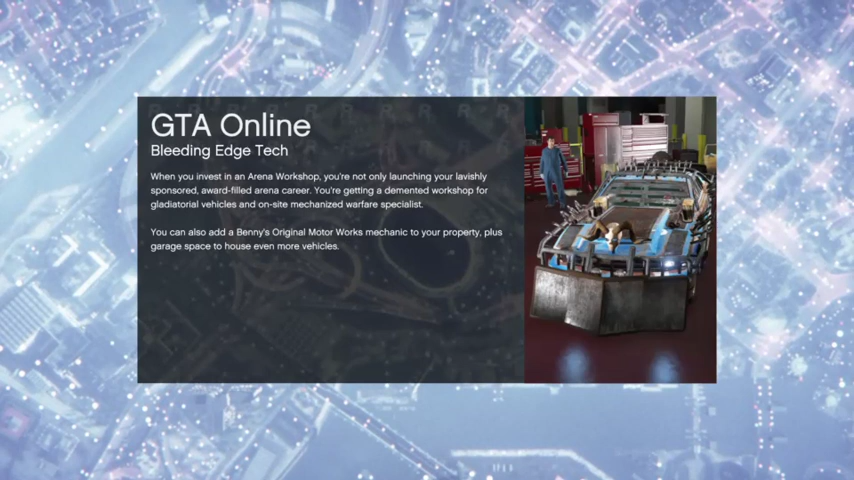 GTA Online
Bleeding Edge Tech
When you invest in an Arena Workshop, you're not only launching your lavishly
sponsored, award-filled arena career. You're getting a demented workshop for
gladiatorial vehicles and on-site mechanized warfare specialist.
You can also add a Benny's Original Motor Works mechanic to your property, plus
garage space to house even more vehicles.